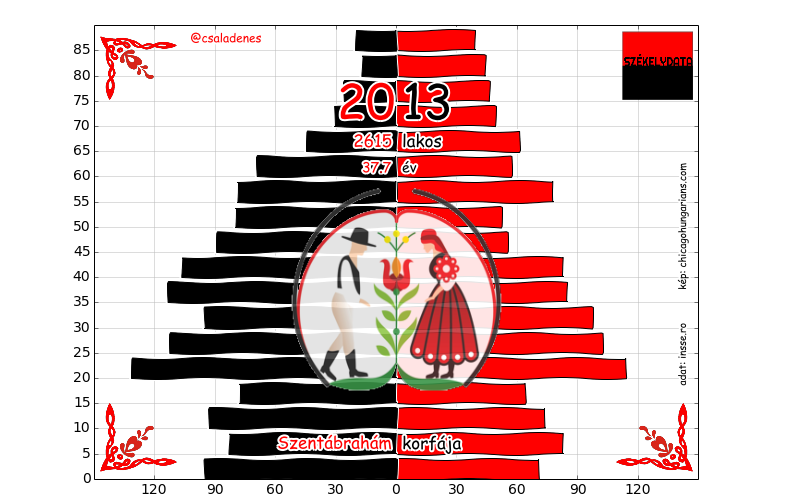 @csaladenes
SZÉKELYDATA
2013
2615 lakos
37.7 év
kép: chicagohungarians.com
adat: insse.ro
Szentábrahám korfája
85
80
75
70
65
60
55
50
45
40
35
30
25
20
15
10
5
0
120 90 60 30 0 30 60 90 120